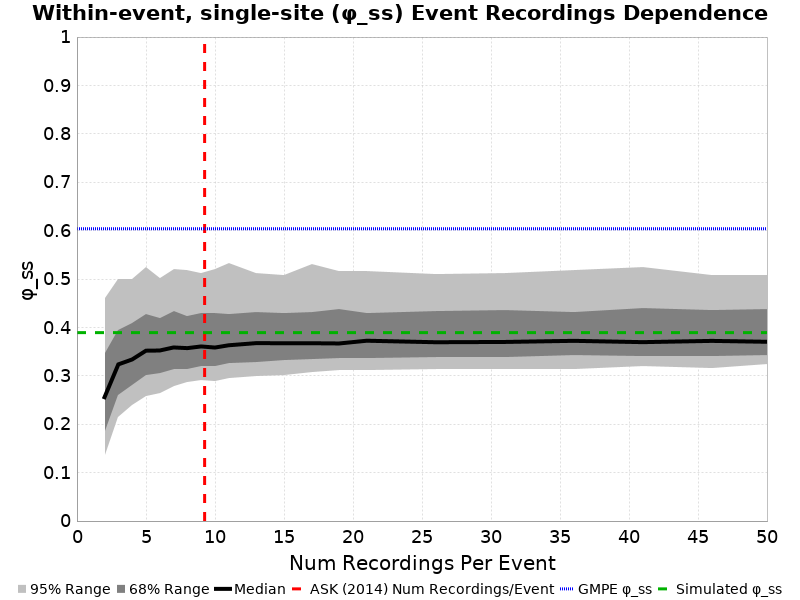 Within-event, single-site (φ_ss) Event Recordings Dependence
1
0.9
0.8
0.7
0.6
0.5
0.4
0.3
0.2
0.1
0
φ_ss
0 5 10 15 20 25 30 35 40 45 50
Num Recordings Per Event
95% Range 68% Range Median ASK (2014) Num Recordings/Event GMPE φ_ss Simulated φ_ss